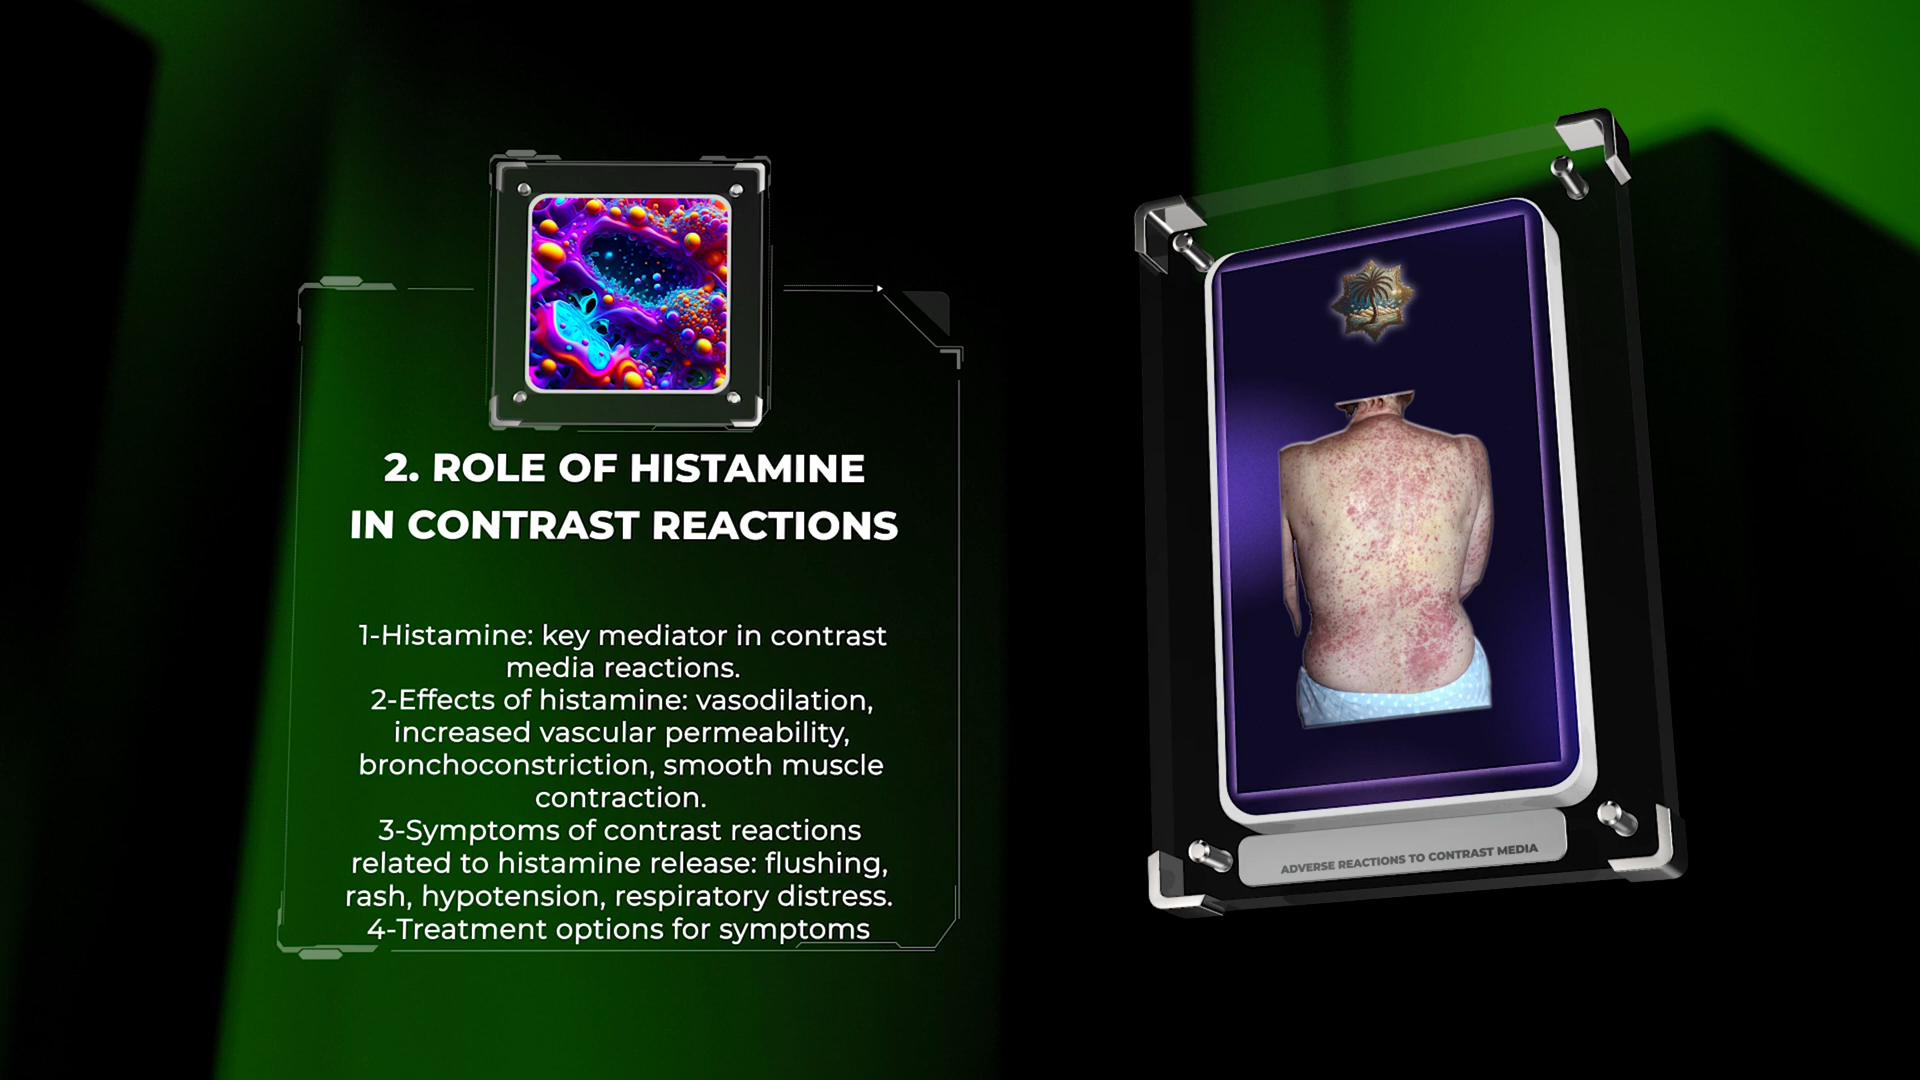 2. ROLE OF HISTAMINE
IN CONTRAST REACTIONS
1-Histamine: key mediator in contrast
media reactions.
2-Effects of histamine: vasodilation,
increased vascular permeability,
bronchoconstriction, smooth muscle
contraction.
3-Symptoms of contrast reactions
related to histamine release: flushing,
rash, hypotension, respiratory distress.
4-Treatment options for symptoms
ADVERSE REACTIONS TO CONTRAST MEDIA